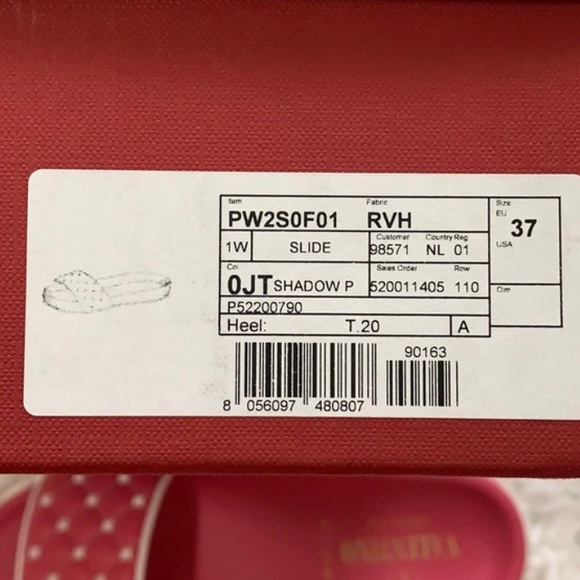 Item Fabric Size
PW2S0F01 RVH EU 37
Customer Country Reg USA
1W SLIDE 98571 NL 01
Col Sales Order Row Dim
0JT SHADOW P 520011405 110
P52200790
Heel: T.20 A
90163
8 056097 480807
VALENTINO